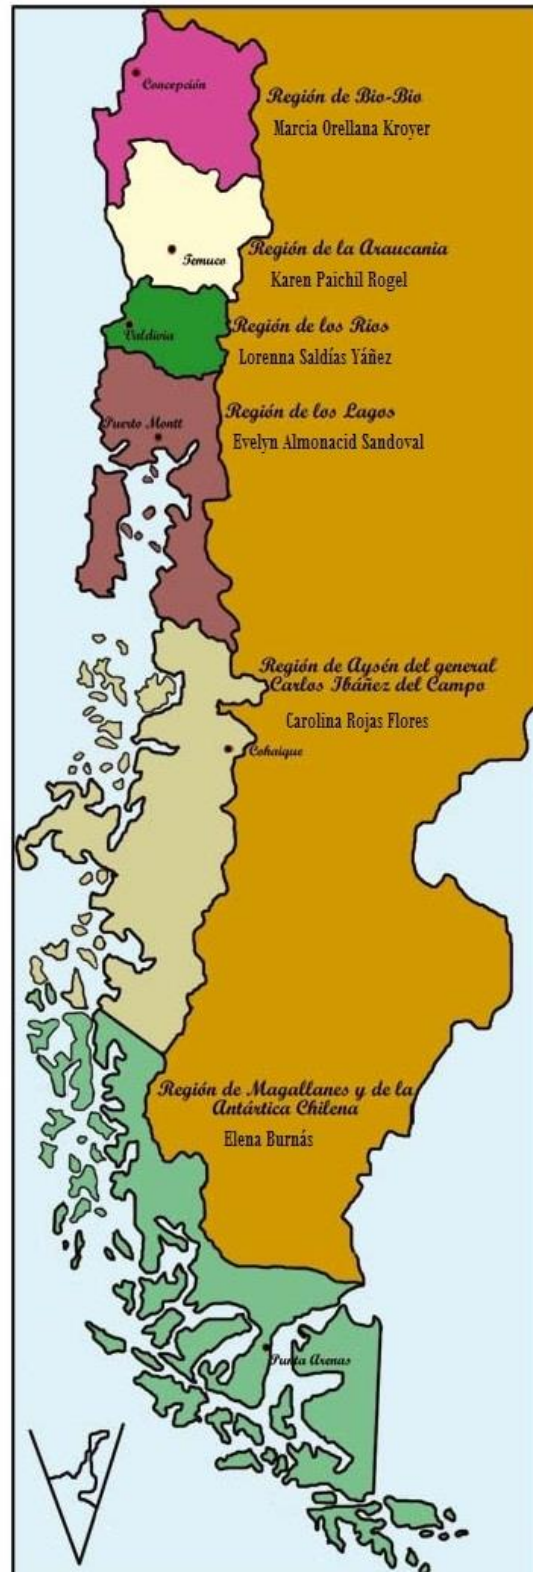 Concepción
Región de Bio-Bio
Marcia Orellana Kroyer
Temuco
Región de la Araucania
Karen Paichil Rogel
Valdivia
Región de los Ríos
Lorenna Saldías Yáñez
Puerto Montt
Región de los Lagos
Evelyn Almonacid Sandoval
Región de Aysén del general
Carlos Ibáñez del Campo
Carolina Rojas Flores
Cohaique
Región de Magallanes y de la
Antártica Chilena
Elena Burnás
Punta Arenas